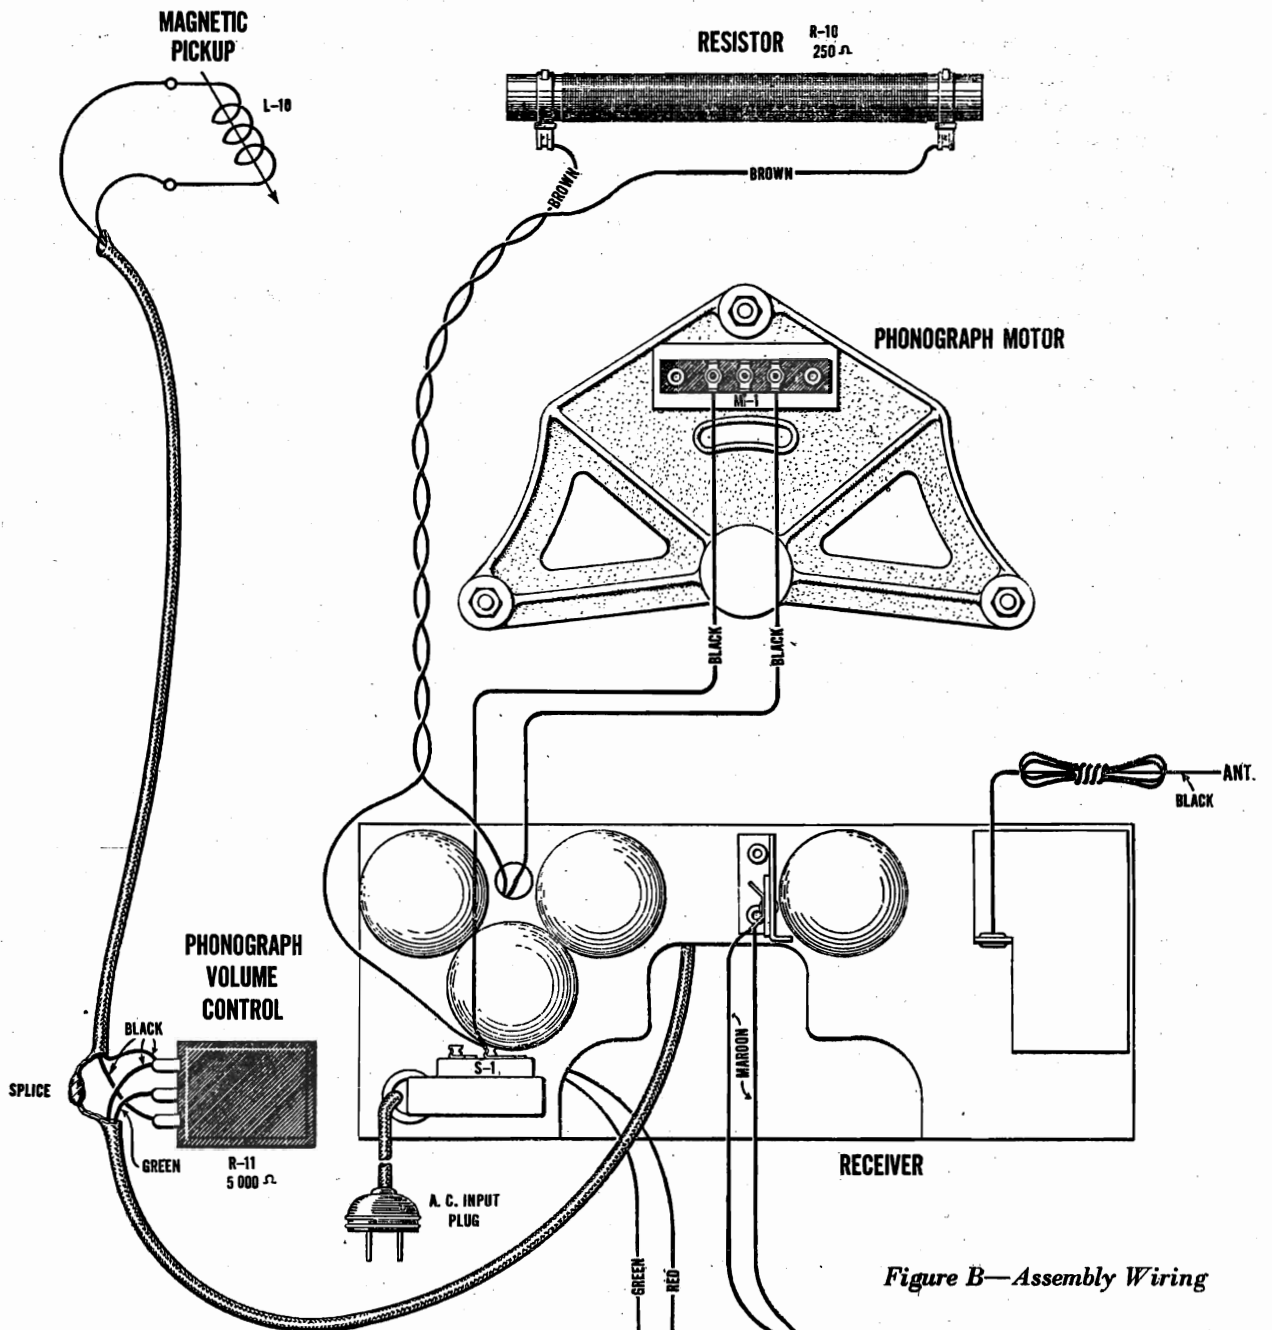 MAGNETIC
PICKUP
L-10
RESISTOR
R-10
250 Ω
BROWN
BROWN
PHONOGRAPH MOTOR
M-1
BLACK
BLACK
ANT.
BLACK
PHONOGRAPH
VOLUME
CONTROL
BLACK
SPLICE
GREEN
R-11
5 000 Ω
S-1
MAROON
A. C. INPUT
PLUG
RECEIVER
GREEN
RED
Figure B—Assembly Wiring